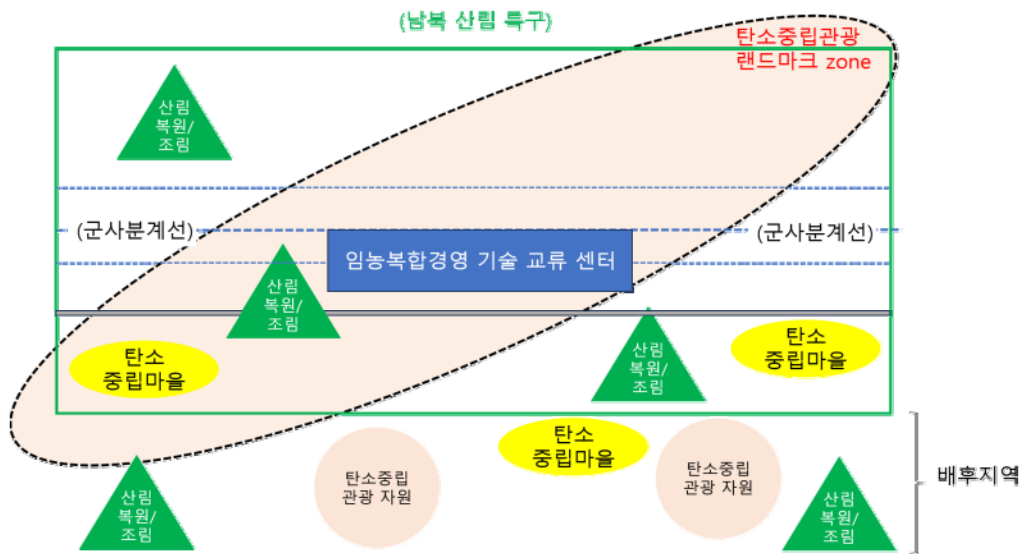 (남북 산림 특구)
탄소중립관광
랜드마크 zone
산림
복원/
조림
(군사분계선)
(군사분계선)
임농복합경영 기술 교류 센터
산림
복원/
조림
탄소
중립마을
산림
복원/
조림
탄소
중립마을
탄소
중립마을
탄소중립
관광 자원
탄소중립
관광 자원
산림
복원/
조림
산림
복원/
조림
배후지역